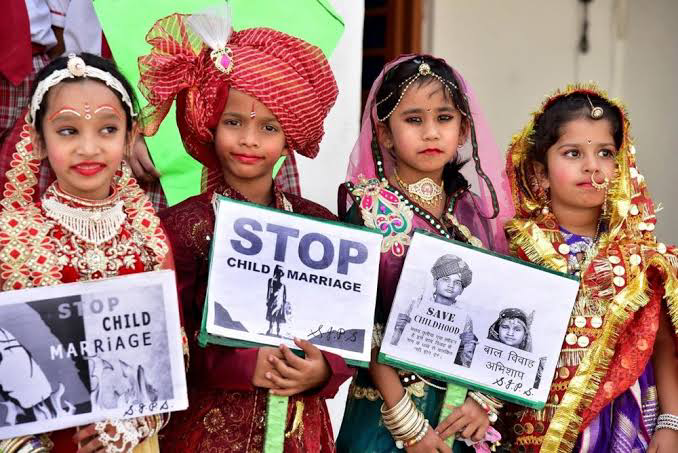 STOP
CHILD
MARRIAGE
S.J.P.S
STOP
CHILD MARRIAGE
S.J.P.S
SAVE
CHILDHOOD
बाल विवाह
अभिशाप
S.J.P.S